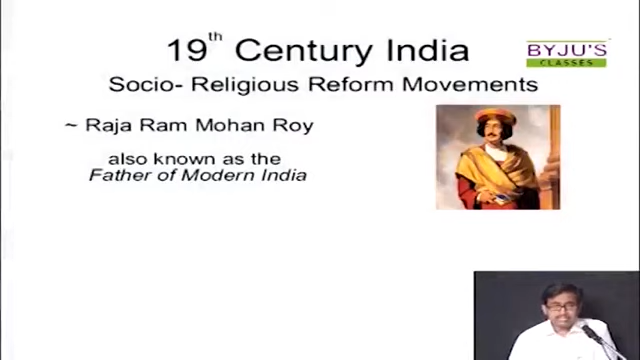 19th Century India
BYJU'S
CLASSES
Socio- Religious Reform Movements
~ Raja Ram Mohan Roy
also known as the
Father of Modern India